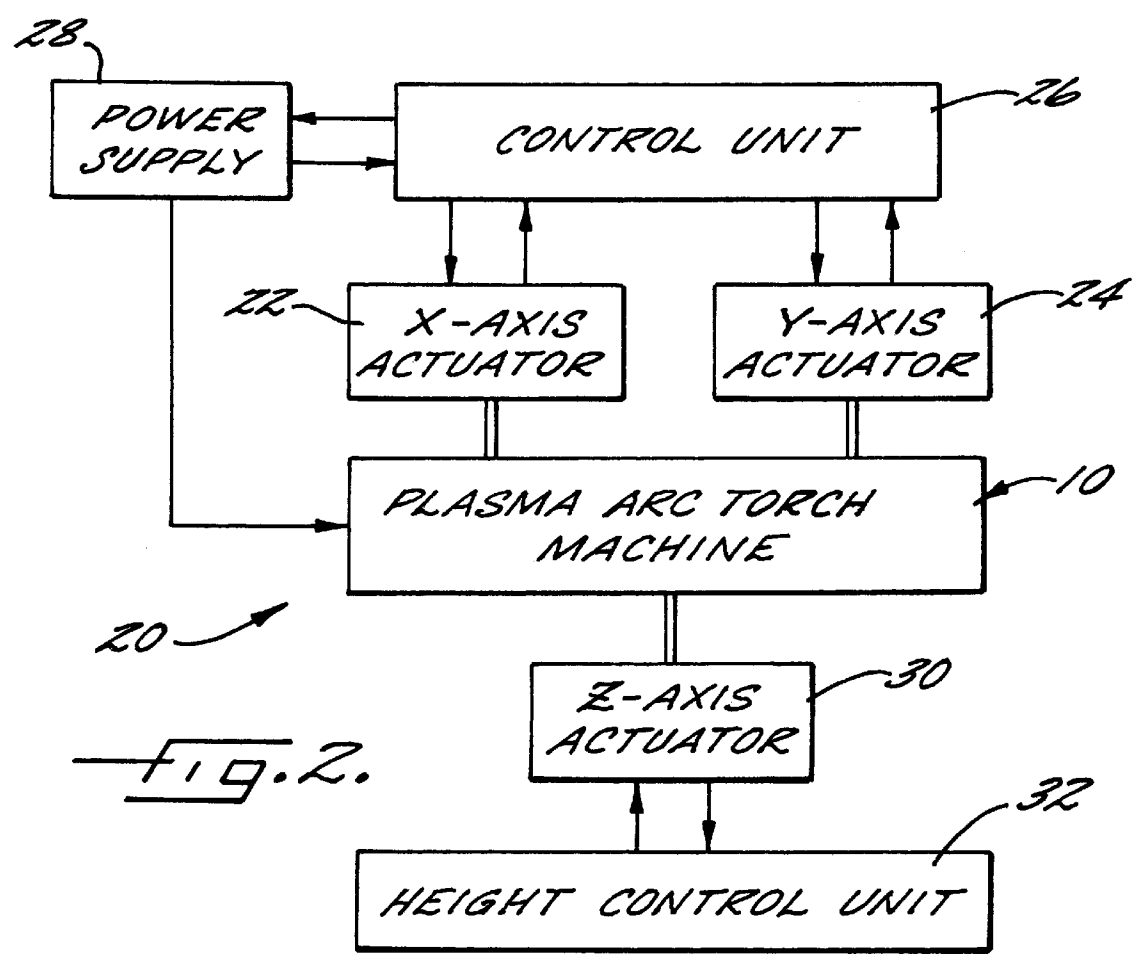 28
POWER
SUPPLY
CONTROL UNIT
26
22
X-AXIS
ACTUATOR
Y-AXIS
ACTUATOR
24
PLASMA ARC TORCH
MACHINE
10
20
Z-AXIS
ACTUATOR
30
Fig. 2.
HEIGHT CONTROL UNIT
32